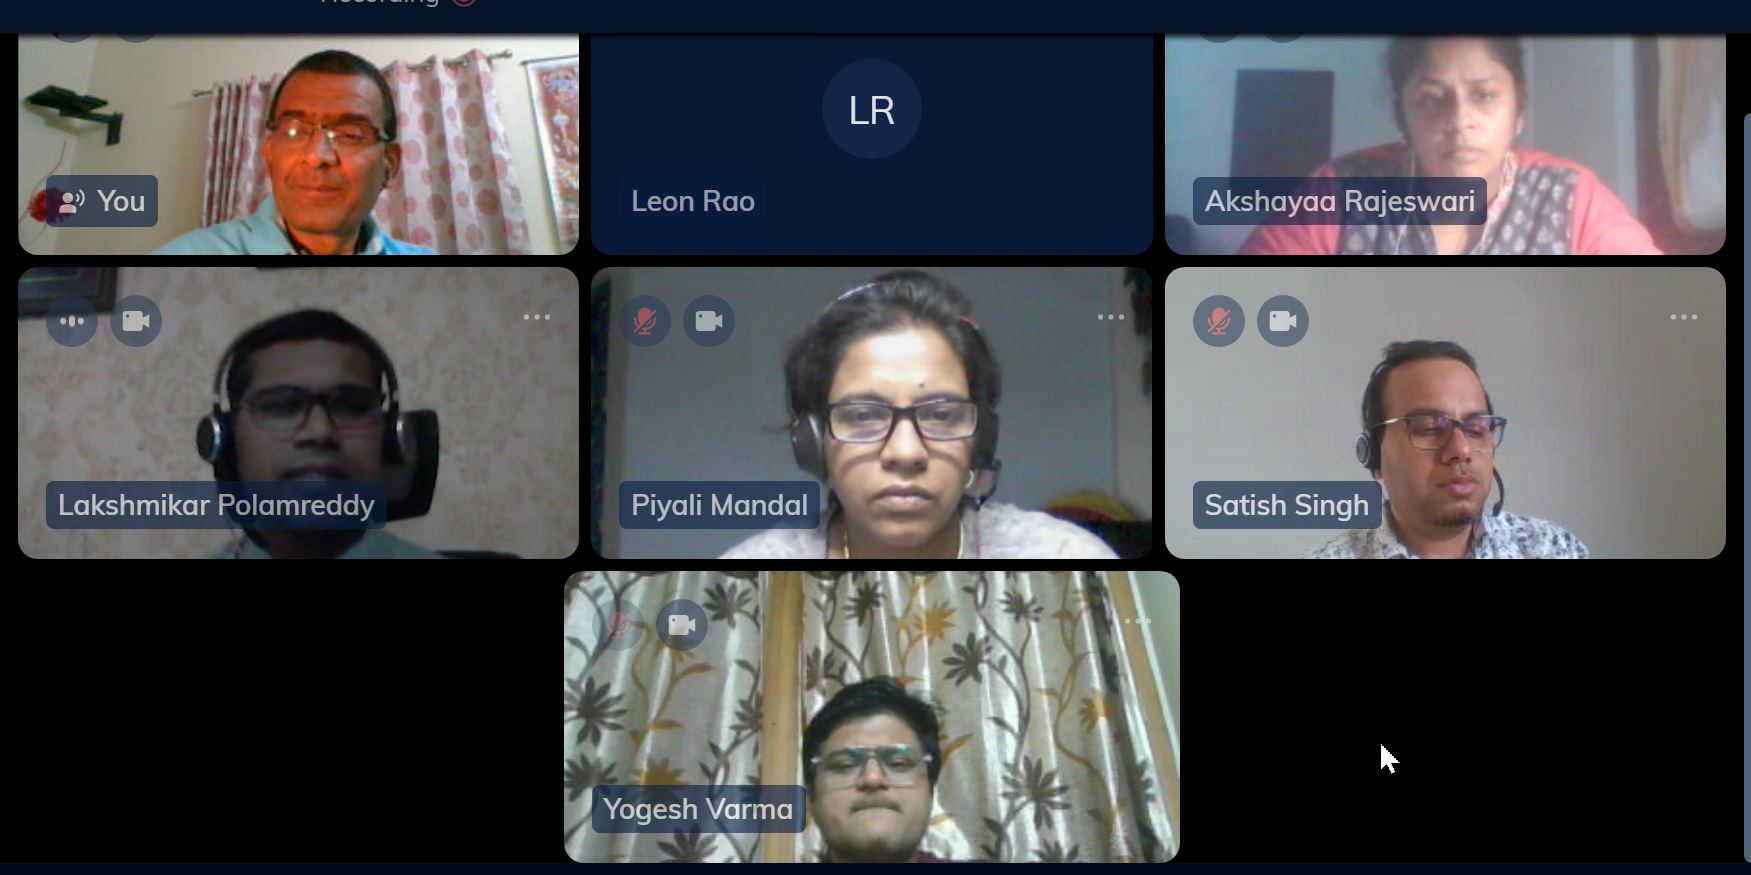 Recording
You
LR
Leon Rao
Akshayaa Rajeswari
Lakshmikar Polamreddy
Piyali Mandal
Satish Singh
Yogesh Varma